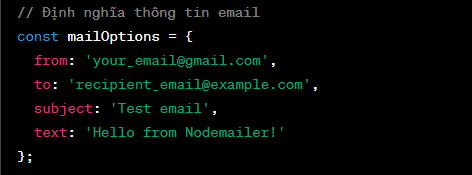 // Định nghĩa thông tin email
const mailOptions = {
  from: 'your_email@gmail.com',
  to: 'recipient_email@example.com',
  subject: 'Test email',
  text: 'Hello from Nodemailer!'
};